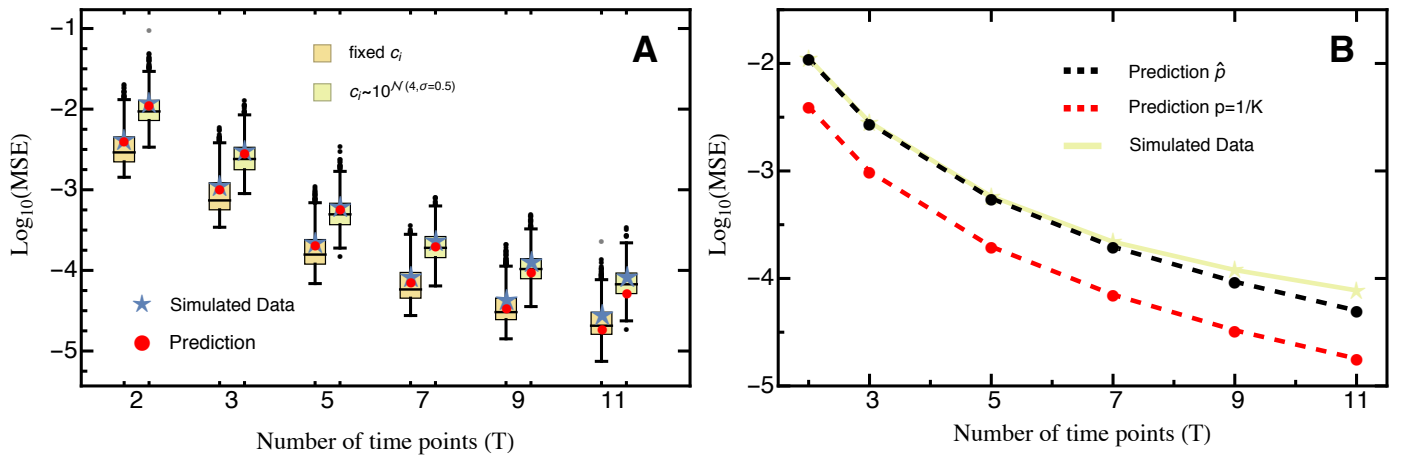 A
fixed c_i
c_i~10^N(4,σ=0.5)
Simulated Data
Prediction
Log₁₀(MSE)
-1
-2
-3
-4
-5
2 3 5 7 9 11
Number of time points (T)
B
Prediction p̂
Prediction p=1/K
Simulated Data
Log₁₀(MSE)
-2
-3
-4
-5
3 5 7 9 11
Number of time points (T)